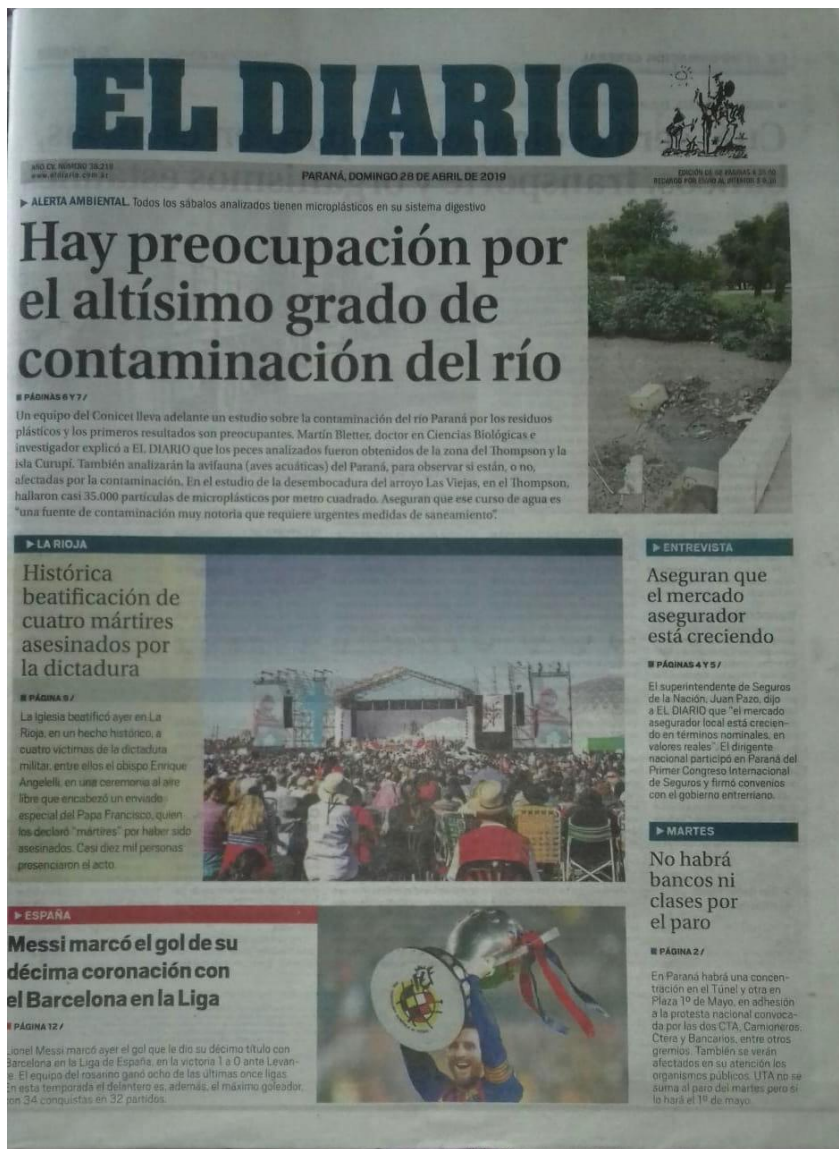 EL DIARIO
www.eldiario.com.ar
PARANÁ, DOMINGO 28 DE ABRIL DE 2019
▶ ALERTA AMBIENTAL. Todos los sábalos analizados tienen microplásticos en su sistema digestivo
Hay preocupación por
el altísimo grado de
contaminación del río
■ PÁGINAS 6 Y 7 /
Un equipo del Conicet lleva adelante un estudio sobre la contaminación del río Paraná por los residuos
plásticos y los primeros resultados son preocupantes. Martín Bletter, doctor en Ciencias Biológicas e
investigador explicó a EL DIARIO que los peces analizados fueron obtenidos de la zona del Thompson y la
isla Curupí. También analizarán la avifauna (aves acuáticas) del Paraná, para observar si están, o no,
afectadas por la contaminación. En el estudio de la desembocadura del arroyo Las Viejas, en el Thompson,
hallaron casi 35.000 partículas de microplásticos por metro cuadrado. Aseguran que ese curso de agua es
"una fuente de contaminación muy notoria que requiere urgentes medidas de saneamiento".
▶ LA RIOJA
Histórica
beatificación de
cuatro mártires
asesinados por
la dictadura
■ PÁGINA
La Iglesia beatificó ayer en La
Rioja, en un hecho histórico, a
cuatro víctimas de la dictadura
militar, entre ellos el obispo Enrique
Angelelli, en una ceremonia al aire
libre que encabezó un enviado
especial del Papa Francisco, quien
los declaró "mártires" por haber sido
asesinados. Casi diez mil personas
presenciaron el acto.
▶ ENTREVISTA
Aseguran que
el mercado
asegurador
está creciendo
■ PÁGINAS 4 Y 5 /
El superintendente de Seguros
de la Nación, Juan Pazo, dijo
a EL DIARIO que "el mercado
asegurador local está crecien-
do en términos nominales, en
valores reales". El dirigente
nacional participó en Paraná del
Primer Congreso Internacional
de Seguros y firmó convenios
con el gobierno entrerriano.
▶ MARTES
No habrá
bancos ni
clases por
el paro
■ PÁGINA 2 /
En Paraná habrá una concen-
tración en el Túnel y otra en
Plaza 1º de Mayo, en adhesión
a la protesta nacional convoca-
da por las dos CTA, Camioneros,
Ctera y Bancarios, entre otros
gremios. También se verán
afectados en su atención los
organismos públicos. UTA no se
suma al paro del martes pero sí
lo hará el 1º de mayo.
▶ ESPAÑA
Messi marcó el gol de su
décima coronación con
el Barcelona en la Liga
■ PÁGINA 12 /
Lionel Messi marcó ayer el gol que le dio su décimo título con
Barcelona en la Liga de España, en la victoria 1 a 0 ante Levan-
te. El equipo del rosarino ganó ocho de las últimas once ligas.
En esta temporada el delantero es, además, el máximo goleador,
con 34 conquistas en 32 partidos.